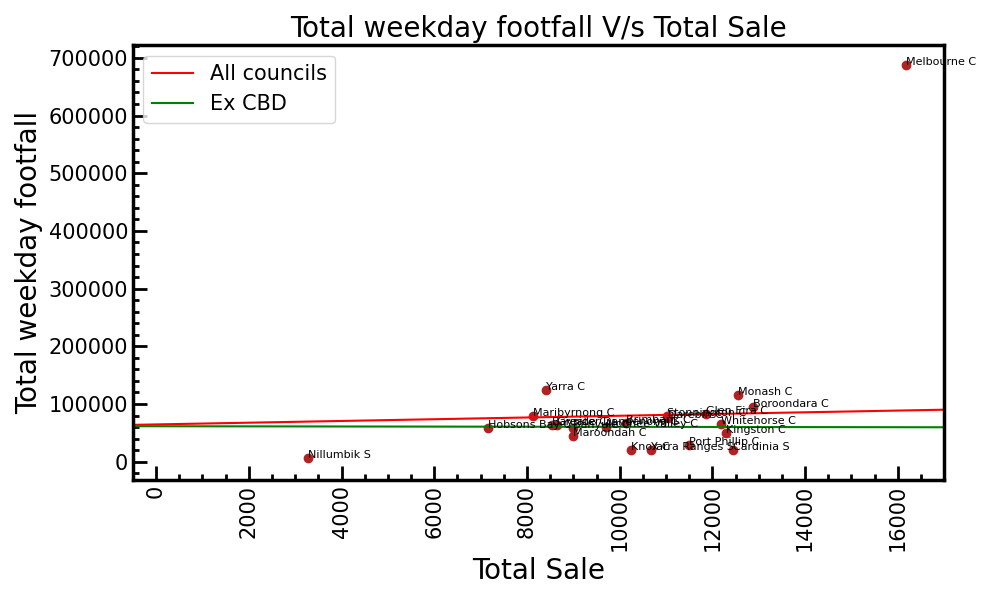 Total weekday footfall V/s Total Sale
All councils
Ex CBD
Total weekday footfall
700000
600000
500000
400000
300000
200000
100000
0
Melbourne C
Yarra C
Monash C
Boroondara C
Maribyrnong C
Glen Eira C
Hobsons Bay C
Whitehorse C
Maroondah C
Kingston C
Port Phillip C
Knox C
Yarra Ranges S
Cardinia S
Nillumbik S
0
2000
4000
6000
8000
10000
12000
14000
16000
Total Sale